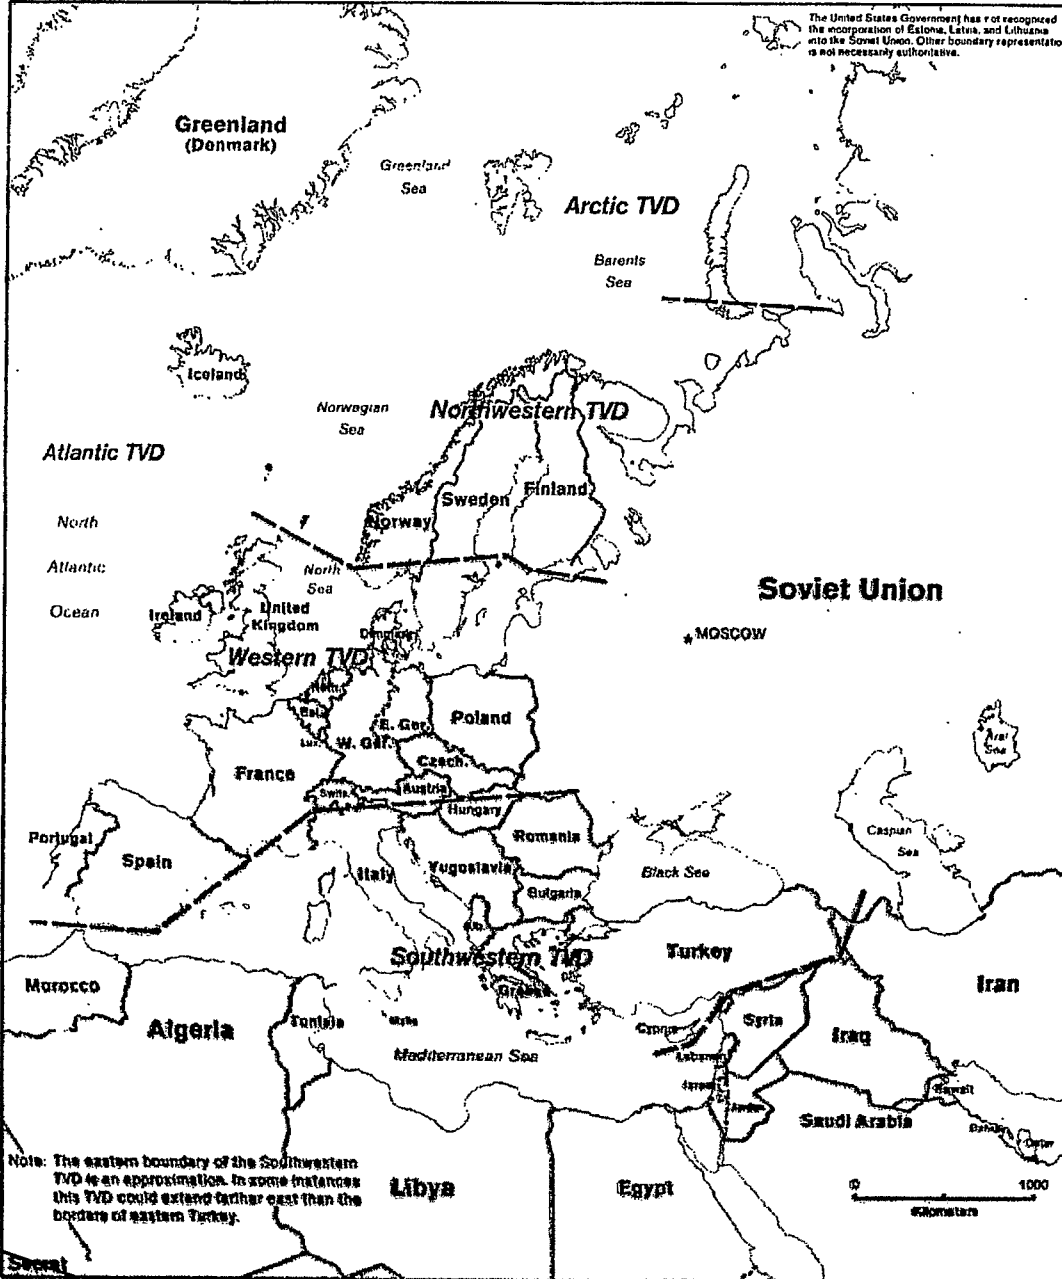 The United States Government has not recognized
the incorporation of Estonia, Latvia, and Lithuania
into the Soviet Union. Other boundary representatio
is not necessarily authoritative.
Greenland
(Denmark)
Greenland
Sea
Arctic TVD
Barents
Sea
Iceland
Norwegian
Sea
Northwestern TVD
Atlantic TVD
Sweden
Finland
Norway
North
Atlantic
Ocean
North
Sea
Soviet Union
Ireland
United
Kingdom
MOSCOW
Denmark
Western TVD
Neth.
Bel.
Lux.
W. Ger.
E. Ger.
Poland
Czech.
Aral
Sea
France
Switz.
Austria
Hungary
Romania
Portugal
Spain
Italy
Yugoslavia
Bulgaria
Black Sea
Caspian
Sea
Alb.
Southwestern TVD
Greece
Turkey
Iran
Morocco
Algeria
Tunisia
Malta
Cyprus
Syria
Iraq
Mediterranean Sea
Lebanon
Israel
Jordan
Kuwait
Saudi Arabia
Bahrain
Qatar
Note: The eastern boundary of the Southwestern
TVD is an approximation. In some instances
this TVD could extend farther east than the
borders of eastern Turkey.
Libya
Egypt
0 1000
Kilometers
Secret